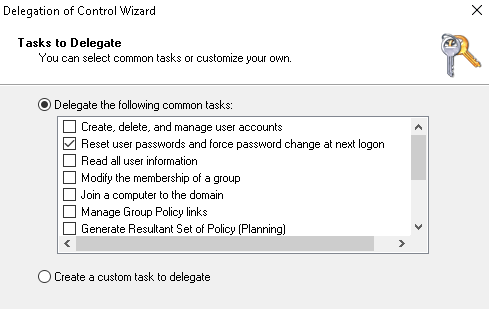 Delegation of Control Wizard
Tasks to Delegate
You can select common tasks or customize your own.
Delegate the following common tasks:
Create, delete, and manage user accounts
Reset user passwords and force password change at next logon
Read all user information
Modify the membership of a group
Join a computer to the domain
Manage Group Policy links
Generate Resultant Set of Policy (Planning)
Create a custom task to delegate